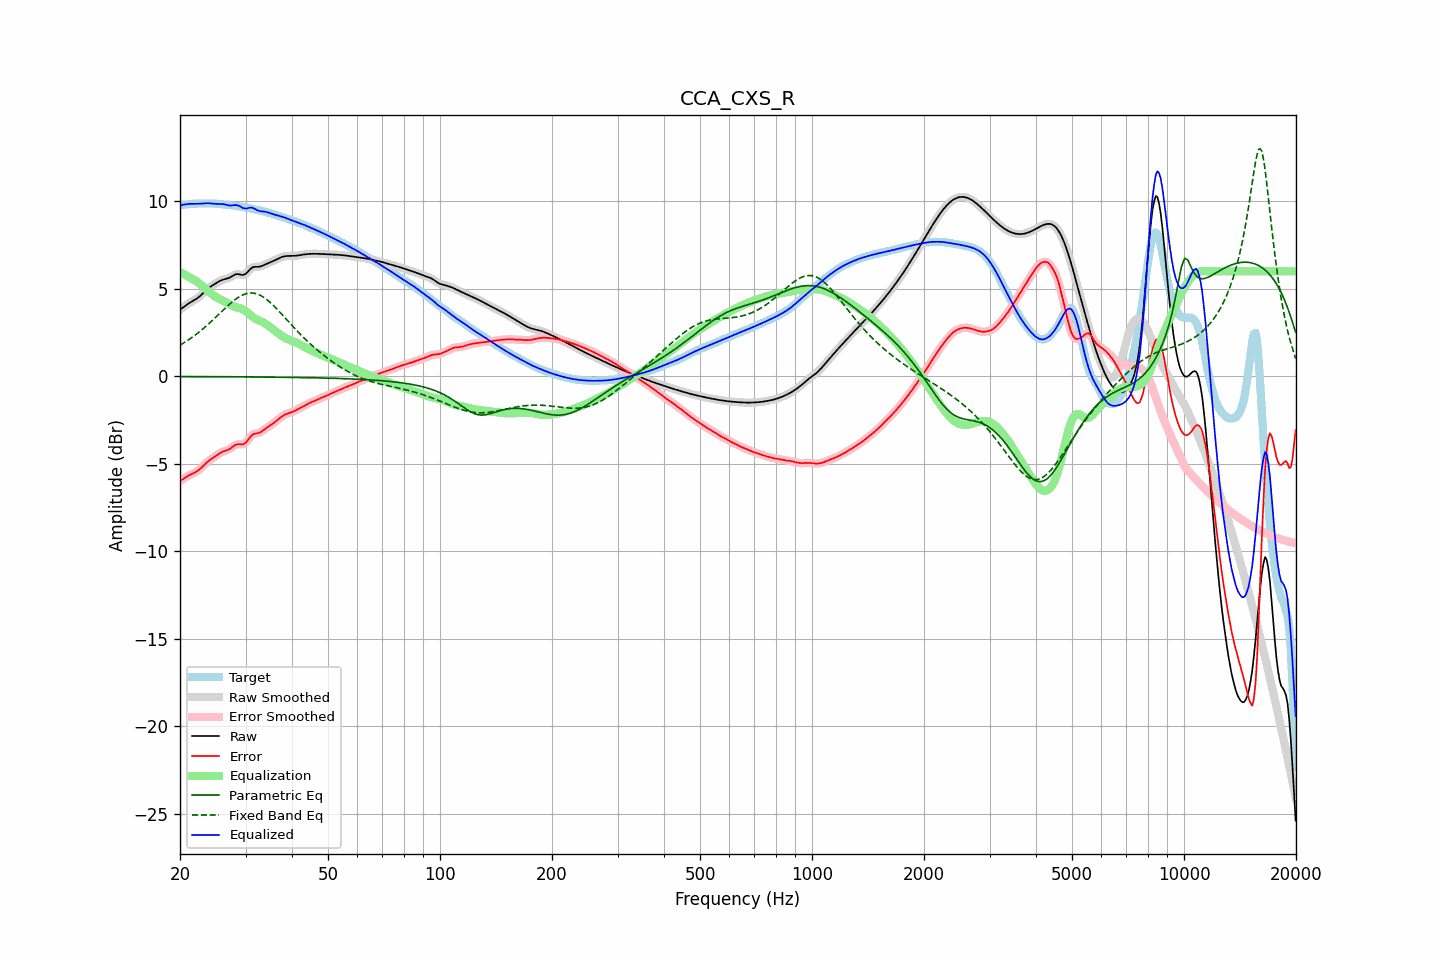 CCA_CXS_R
Amplitude (dBr)
10
5
0
−5
−10
−15
−20
−25
Target
Raw Smoothed
Error Smoothed
Raw
Error
Equalization
Parametric Eq
Fixed Band Eq
Equalized
20 50 100 200 500 1000 2000 5000 10000 20000
Frequency (Hz)